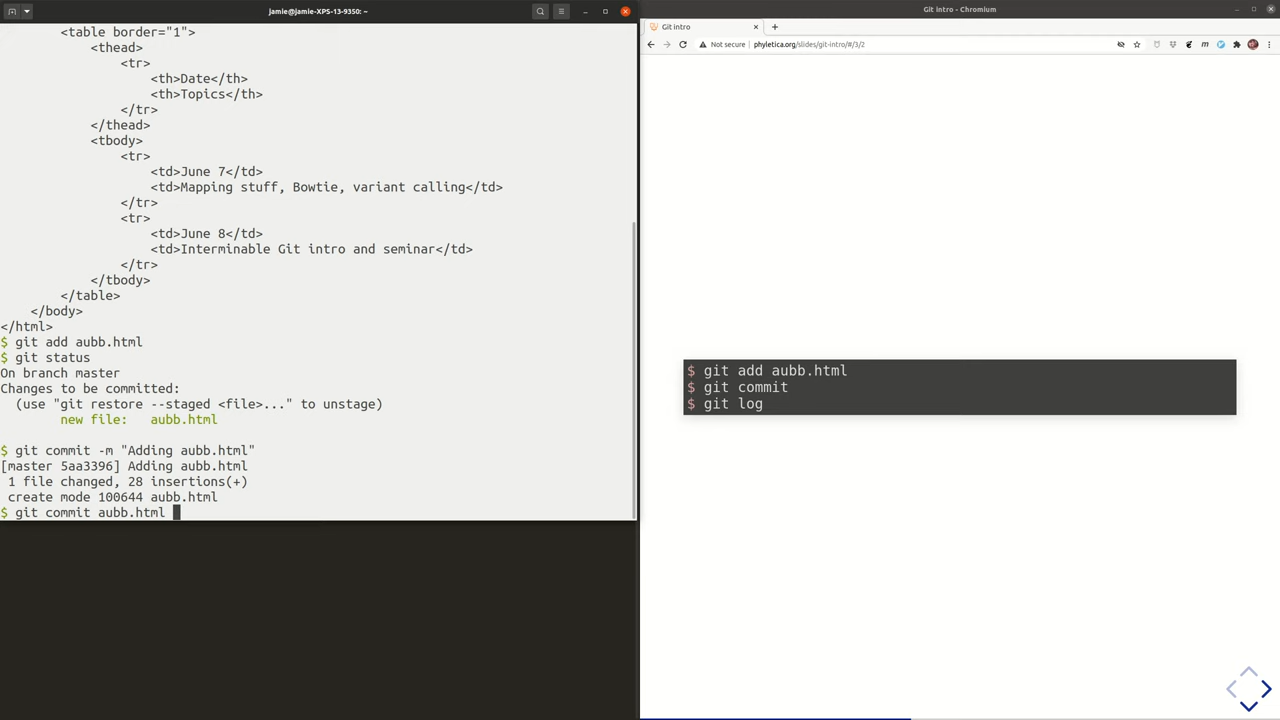 jamie@jamie-XPS-13-9350: ~
        <table border="1">
            <thead>
                <tr>
                    <th>Date</th>
                    <th>Topics</th>
                </tr>
            </thead>
            <tbody>
                <tr>
                    <td>June 7</td>
                    <td>Mapping stuff, Bowtie, variant calling</td>
                </tr>
                <tr>
                    <td>June 8</td>
                    <td>Interminable Git intro and seminar</td>
                </tr>
            </tbody>
        </table>
    </body>
</html>
$ git add aubb.html
$ git status
On branch master
Changes to be committed:
  (use "git restore --staged <file>..." to unstage)
        new file:   aubb.html
$ git commit -m "Adding aubb.html"
[master 5aa3396] Adding aubb.html
 1 file changed, 28 insertions(+)
 create mode 100644 aubb.html
$ git commit aubb.html
Git intro - Chromium
Git intro
Not secure
phyletica.org/slides/git-intro/#/3/2
$ git add aubb.html
$ git commit
$ git log